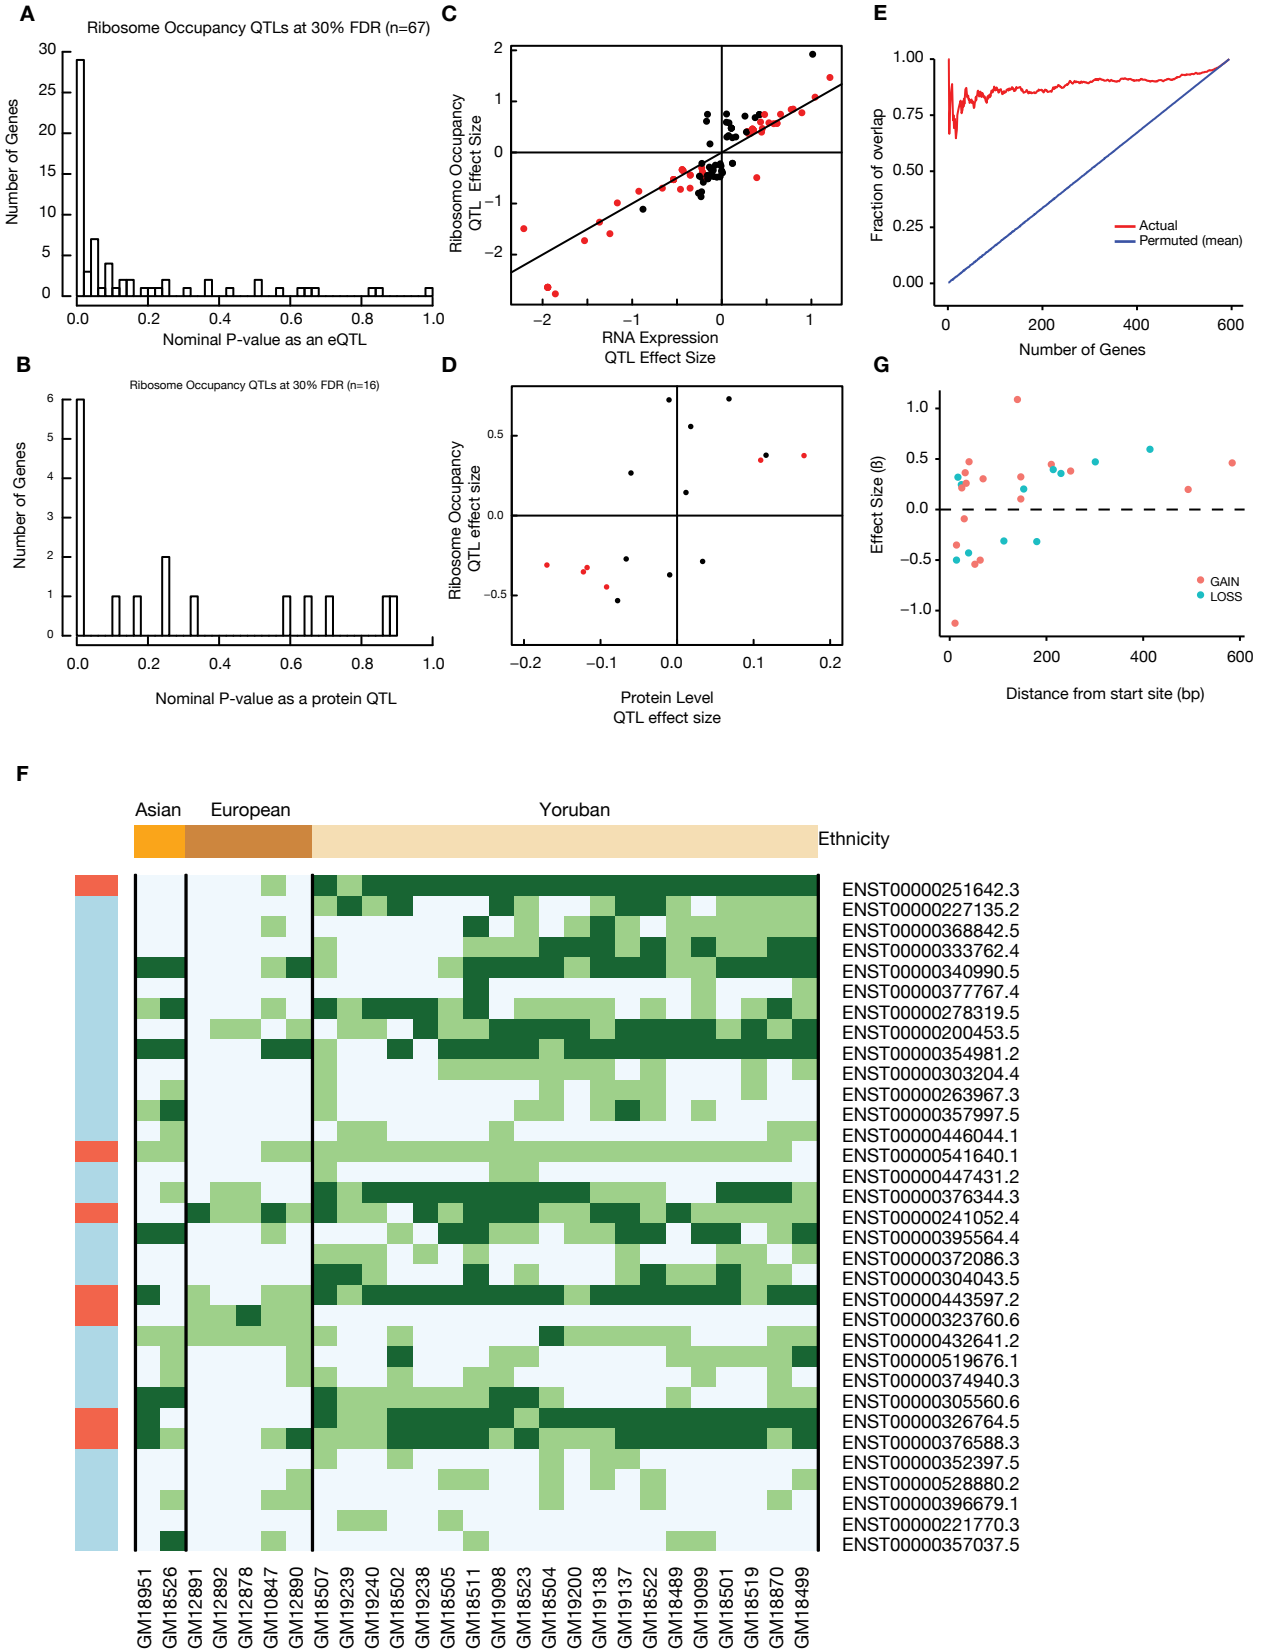 A
Ribosome Occupancy QTLs at 30% FDR (n=67)
Number of Genes
30
25
20
15
10
5
0
0.0 0.2 0.4 0.6 0.8 1.0
Nominal P-value as an eQTL
B
Ribosome Occupancy QTLs at 30% FDR (n=16)
Number of Genes
6
5
4
3
2
1
0
0.0 0.2 0.4 0.6 0.8 1.0
Nominal P-value as a protein QTL
C
Ribosomo Occupancy
QTL Effect Size
2
1
0
−1
−2
−2 −1 0 1
RNA Expression
QTL Effect Size
D
Ribosome Occupancy
QTL effect size
0.5
0.0
−0.5
−0.2 −0.1 0.0 0.1 0.2
Protein Level
QTL effect size
E
Fraction of overlap
1.00
0.75
0.50
0.25
0.00
Actual
Permuted (mean)
0 200 400 600
Number of Genes
G
Effect Size (ß)
1.0
0.5
0.0
−0.5
−1.0
GAIN
LOSS
0 200 400 600
Distance from start site (bp)
F
Asian European Yoruban
Ethnicity
ENST00000251642.3
ENST00000227135.2
ENST00000368842.5
ENST00000333762.4
ENST00000340990.5
ENST00000377767.4
ENST00000278319.5
ENST00000200453.5
ENST00000354981.2
ENST00000303204.4
ENST00000263967.3
ENST00000357997.5
ENST00000446044.1
ENST00000541640.1
ENST00000447431.2
ENST00000376344.3
ENST00000241052.4
ENST00000395564.4
ENST00000372086.3
ENST00000304043.5
ENST00000443597.2
ENST00000323760.6
ENST00000432641.2
ENST00000519676.1
ENST00000374940.3
ENST00000305560.6
ENST00000326764.5
ENST00000376588.3
ENST00000352397.5
ENST00000528880.2
ENST00000396679.1
ENST00000221770.3
ENST00000357037.5
GM18951
GM18526
GM12891
GM12892
GM12878
GM10847
GM12890
GM18507
GM19239
GM19240
GM18502
GM19238
GM18505
GM18511
GM19098
GM18523
GM18504
GM19200
GM19138
GM19137
GM18522
GM18489
GM19099
GM18501
GM18519
GM18870
GM18499